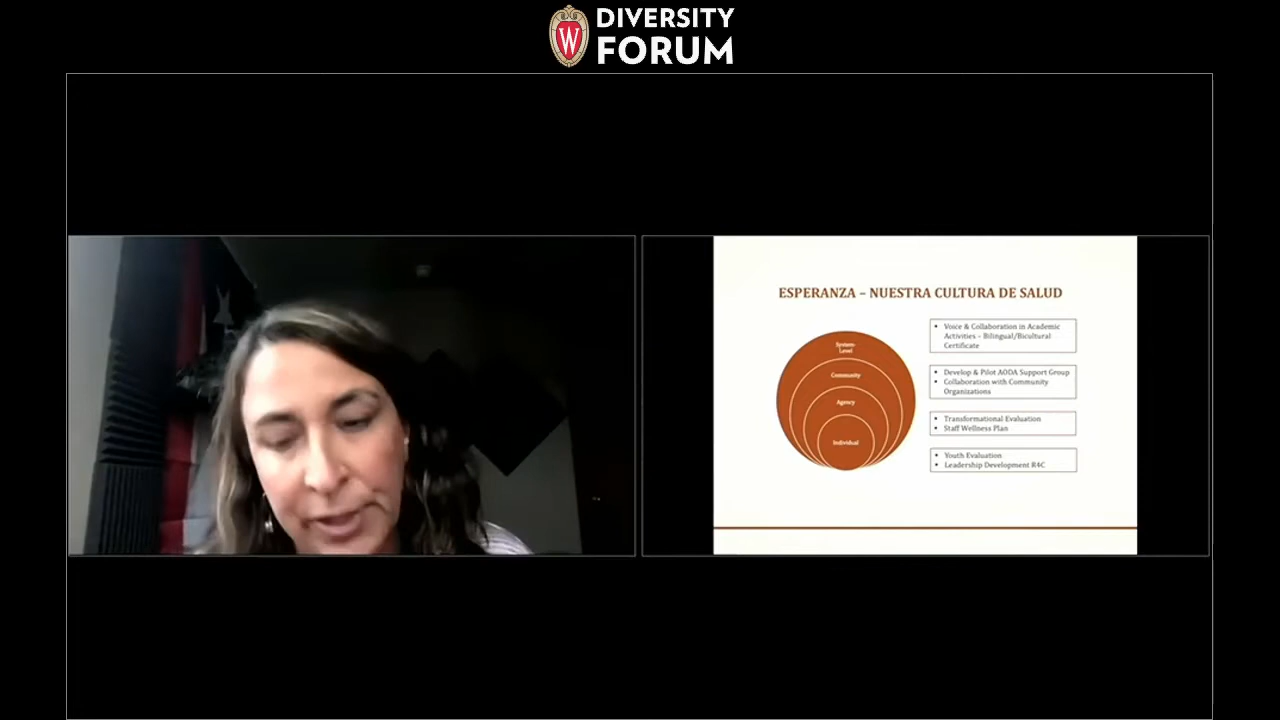 DIVERSITY
FORUM
W
ESPERANZA – NUESTRA CULTURA DE SALUD
System-
Level
Community
Agency
Individual
• Voice & Collaboration in Academic
Activities – Bilingual/Bicultural
Certificate
• Develop & Pilot AODA Support Group
• Collaboration with Community
Organizations
• Transformational Evaluation
• Staff Wellness Plan
• Youth Evaluation
• Leadership Development R4C